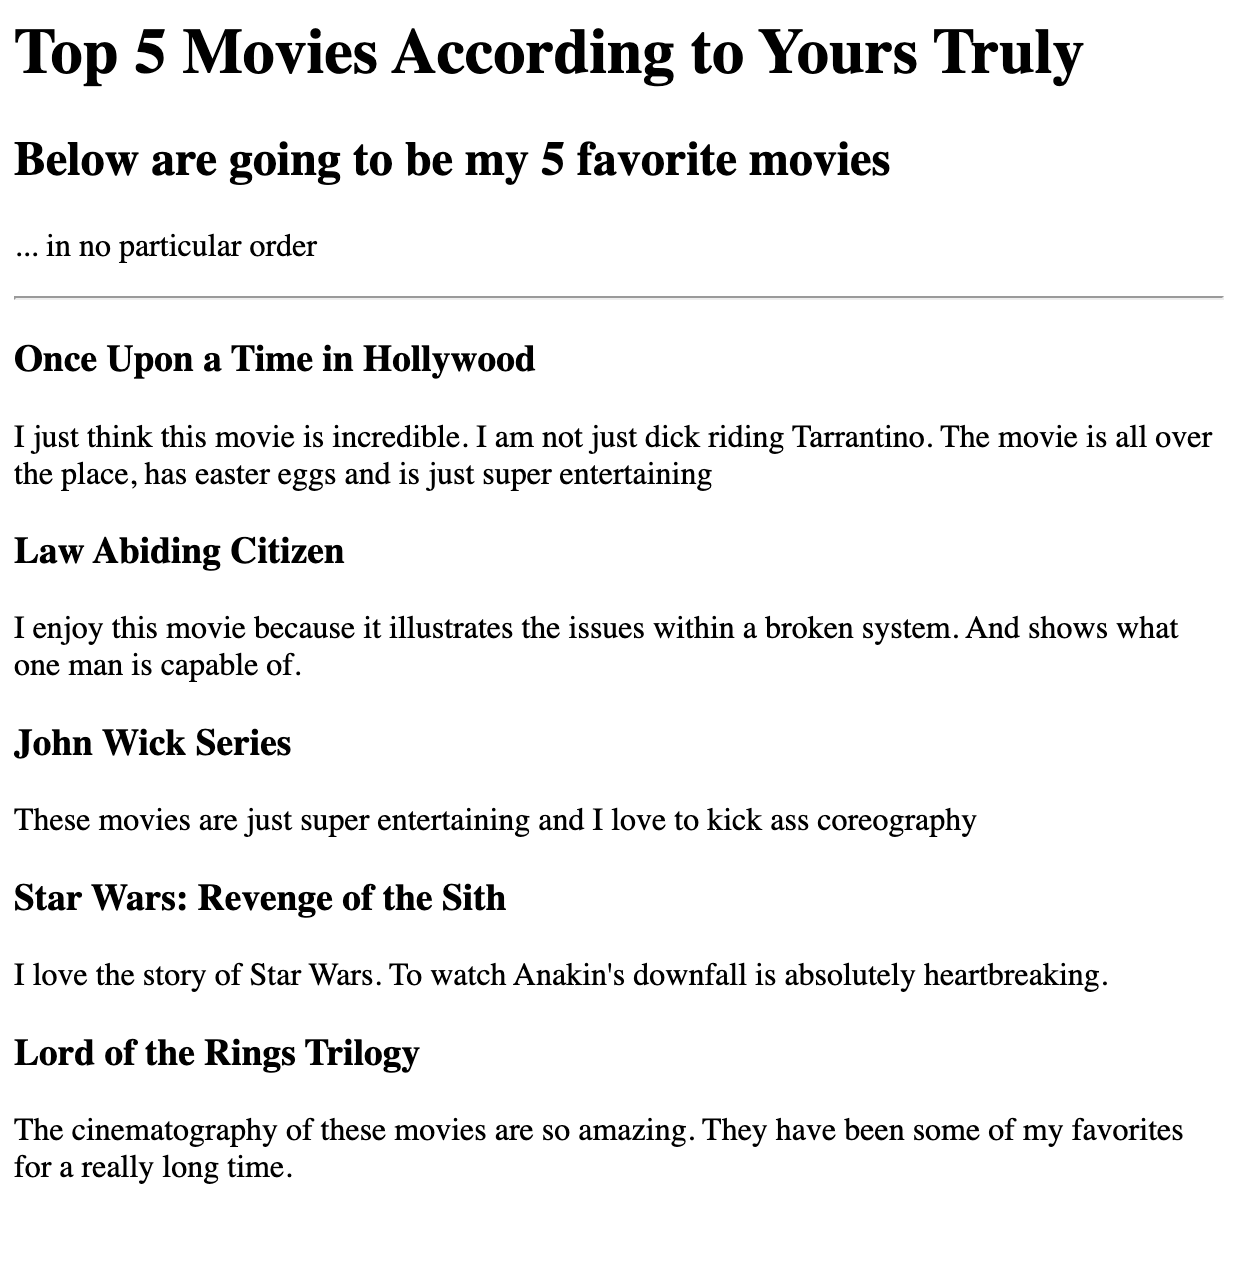 Top 5 Movies According to Yours Truly
Below are going to be my 5 favorite movies
... in no particular order
Once Upon a Time in Hollywood
I just think this movie is incredible. I am not just dick riding Tarrantino. The movie is all over
the place, has easter eggs and is just super entertaining
Law Abiding Citizen
I enjoy this movie because it illustrates the issues within a broken system. And shows what
one man is capable of.
John Wick Series
These movies are just super entertaining and I love to kick ass coreography
Star Wars: Revenge of the Sith
I love the story of Star Wars. To watch Anakin's downfall is absolutely heartbreaking.
Lord of the Rings Trilogy
The cinematography of these movies are so amazing. They have been some of my favorites
for a really long time.